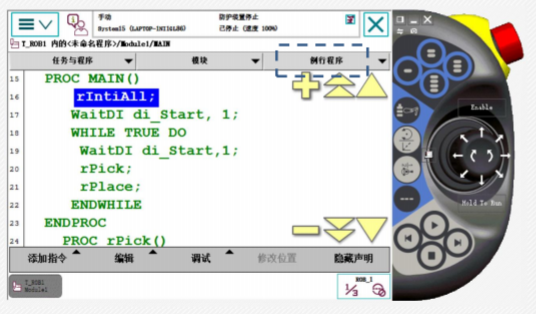 手动
防护装置停止
System15 (LAPTOP-1HI1GLB6)
已停止 (速度 100%)
T_ROB1 内的<未命名程序>/Module1/MAIN
任务与程序 模块 例行程序
15 PROC MAIN()
16 rIntiAll;
17 WaitDI di_Start, 1;
18 WHILE TRUE DO
19 WaitDI di_Start,1;
20 rPick;
21 rPlace;
22 ENDWHILE
23 ENDPROC
24 PROC rPick()
添加指令 编辑 调试 修改位置 隐藏声明
T_ROB1
Module1
ROB_1
1/3
Enable
Hold To Run